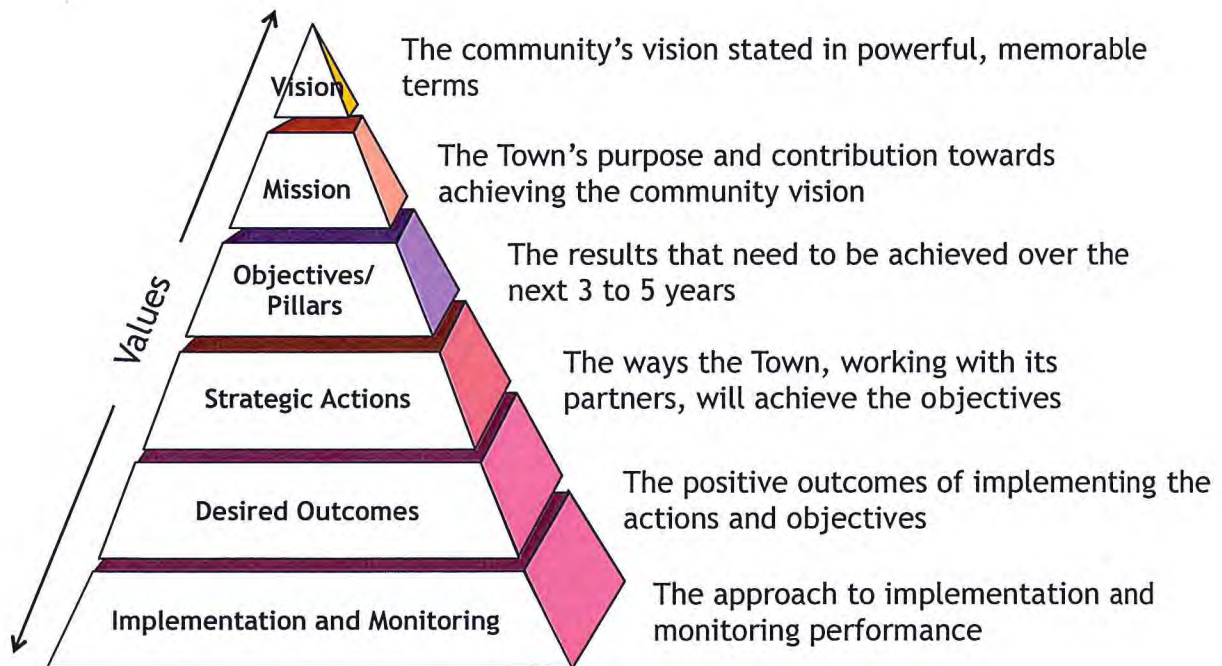 Vision
The community's vision stated in powerful, memorable
terms
Mission
The Town's purpose and contribution towards
achieving the community vision
Objectives/
Pillars
The results that need to be achieved over the
next 3 to 5 years
Values
Strategic Actions
The ways the Town, working with its
partners, will achieve the objectives
Desired Outcomes
The positive outcomes of implementing the
actions and objectives
Implementation and Monitoring
The approach to implementation and
monitoring performance